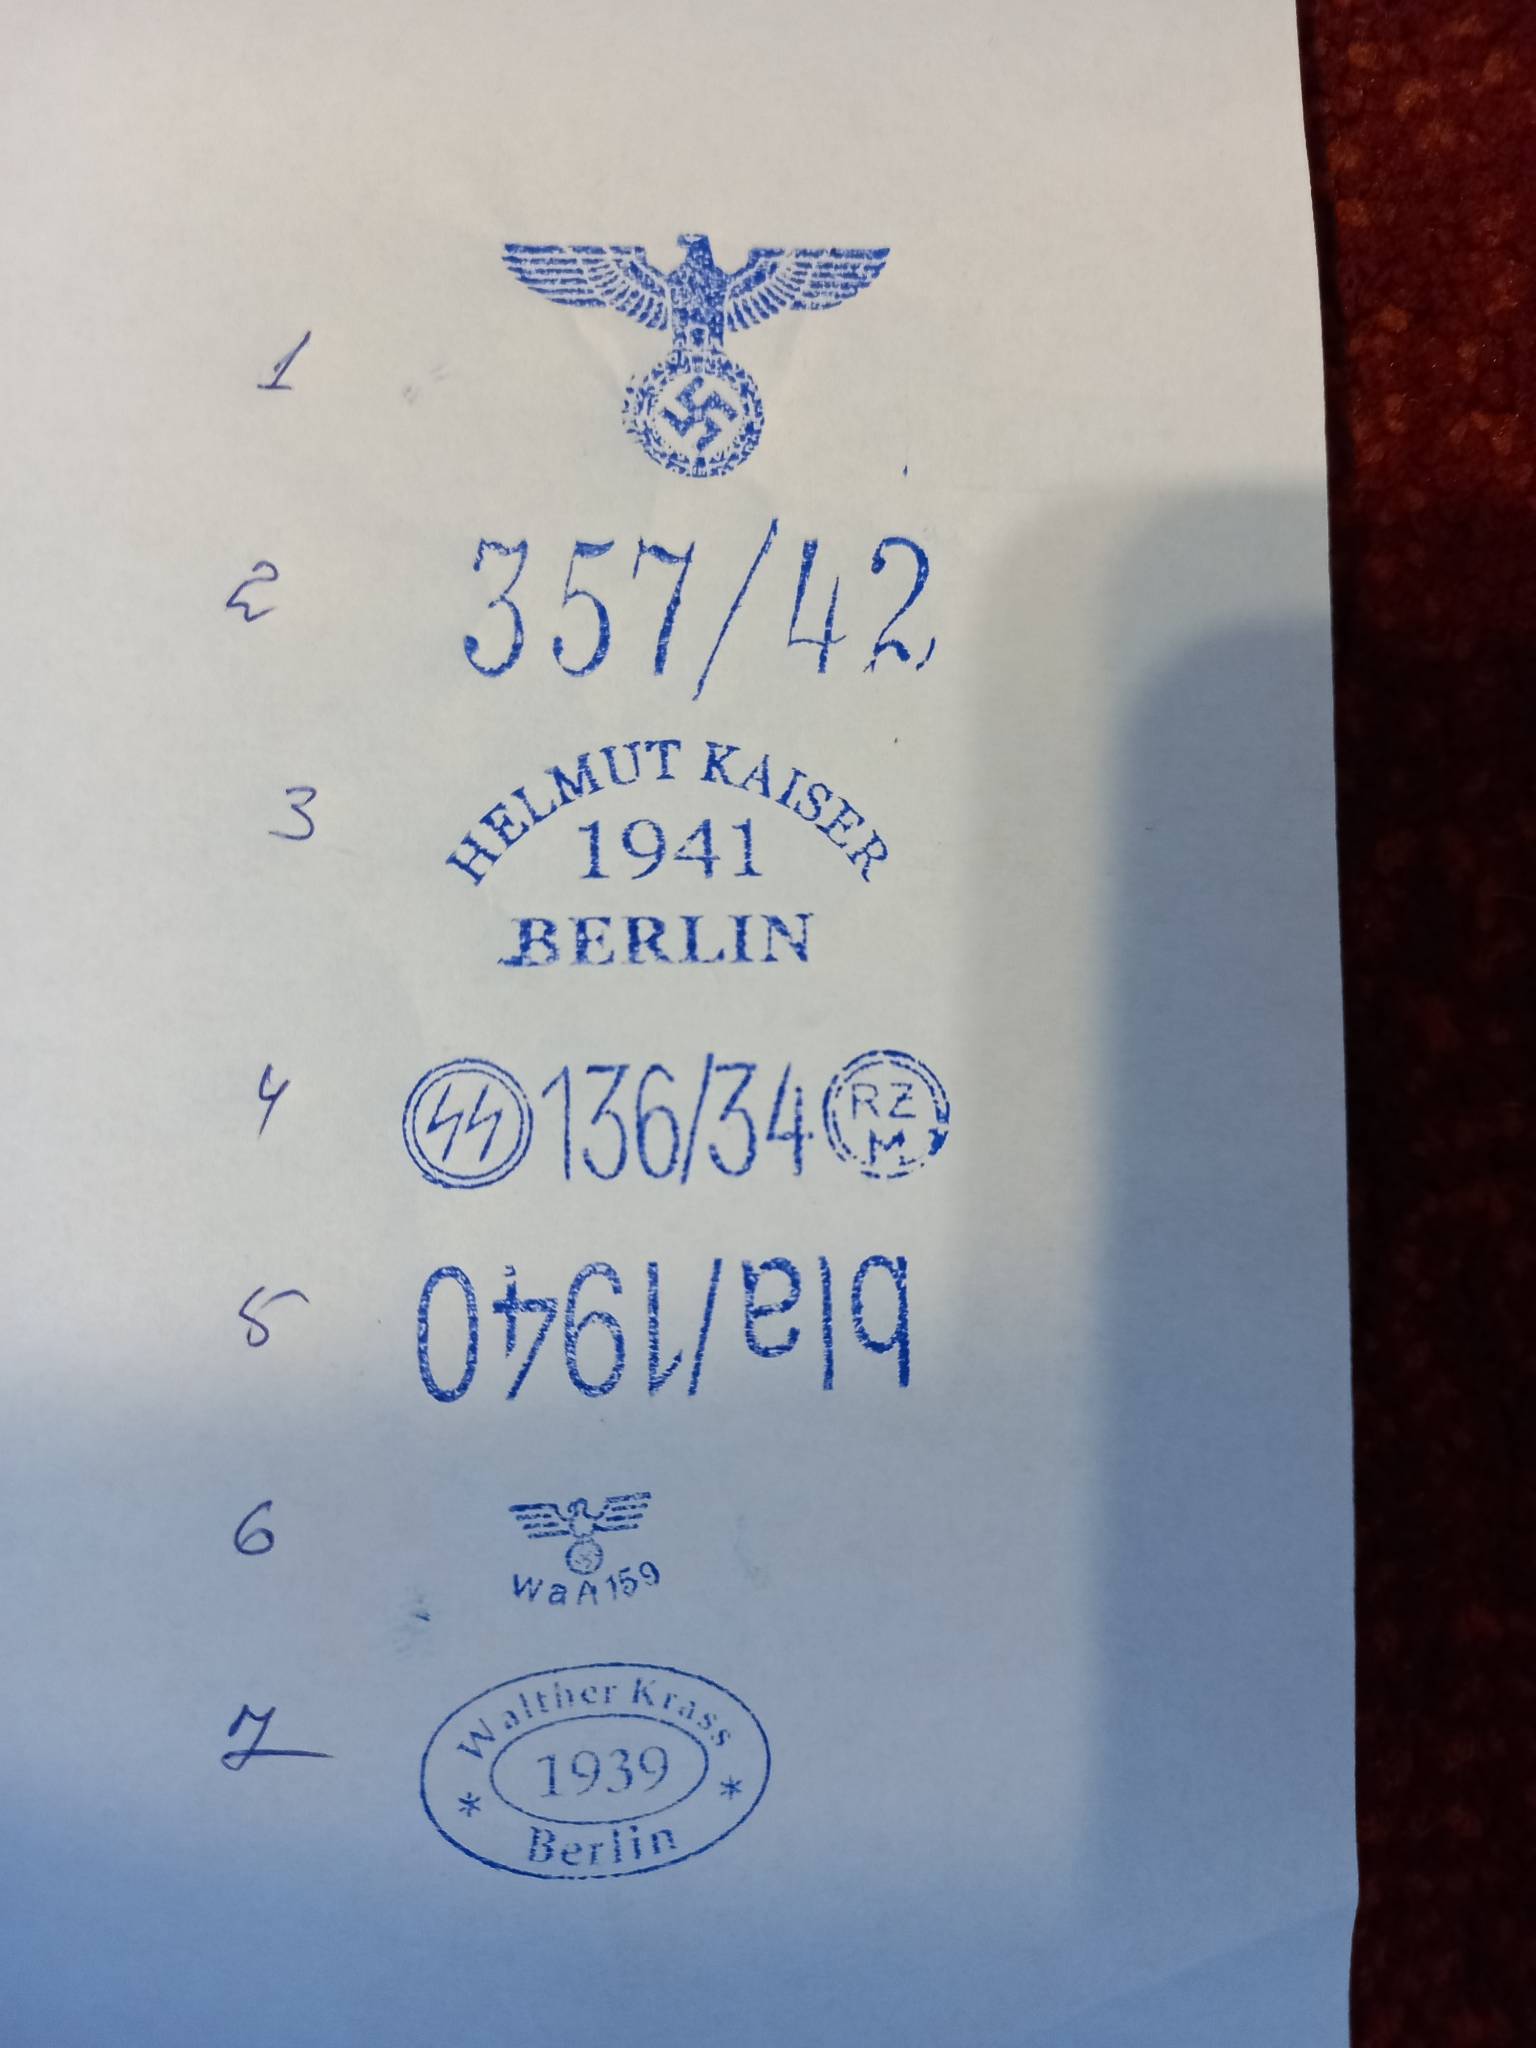 1
2
357/42
3
HELMUT KAISER
1941
BERLIN
4
SS 136/34 RZM
5
bla/1940
6
WaA159
7
Walther Krass
1939
* Berlin *